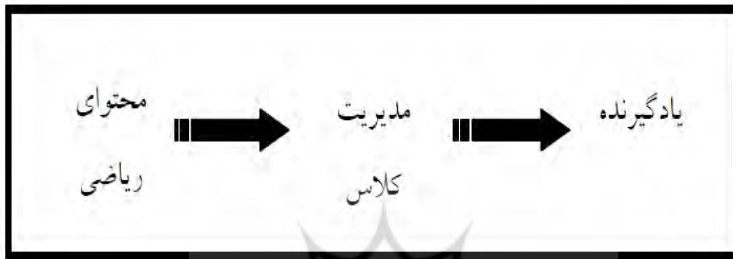 محتوای
ریاضی
مدیریت
کلاس
یادگیرنده